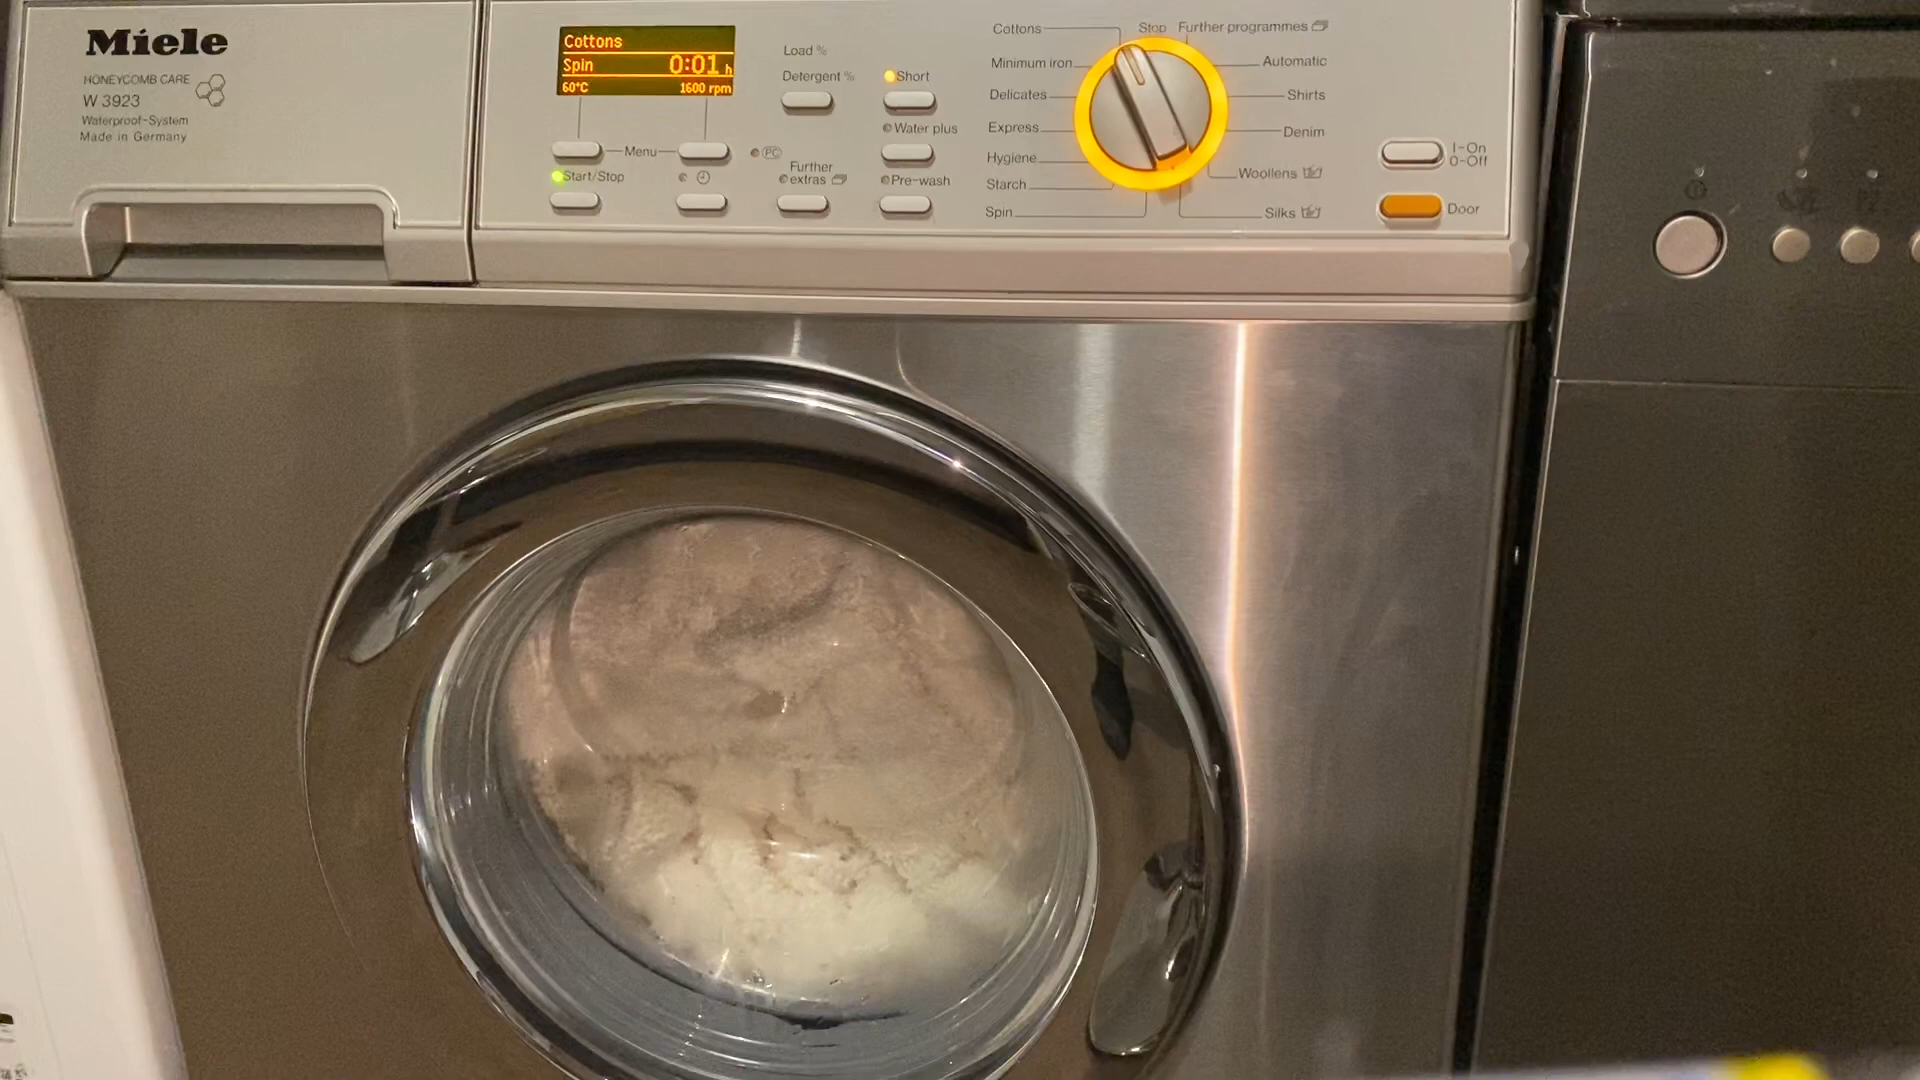 Miele
HONEYCOMB CARE
W 3923
Waterproof-System
Made in Germany
Cottons
Spin 0:01 h
60°C 1600 rpm
Menu
Start/Stop
Load %
Detergent %
PC
Further
extras
Short
Water plus
Pre-wash
Cottons
Minimum iron
Delicates
Express
Hygiene
Starch
Spin
Stop
Further programmes
Automatic
Shirts
Denim
Woollens
Silks
I-On
0-Off
Door